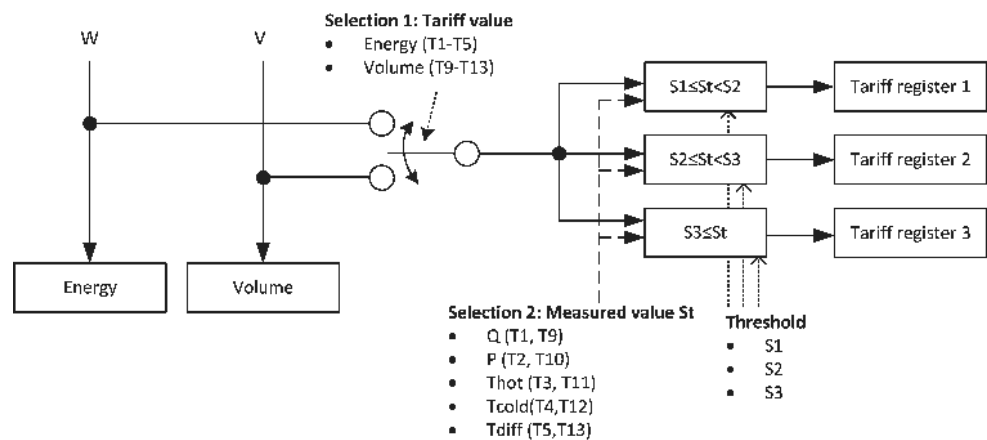 Selection 1: Tariff value
• Energy (T1-T5)
• Volume (T9-T13)
W
V
S1≤St<S2
Tariff register 1
S2≤St<S3
Tariff register 2
S3≤St
Tariff register 3
Energy
Volume
Selection 2: Measured value St
• Q (T1, T9)
• P (T2, T10)
• Thot (T3, T11)
• Tcold(T4,T12)
• Tdiff (T5,T13)
Threshold
• S1
• S2
• S3